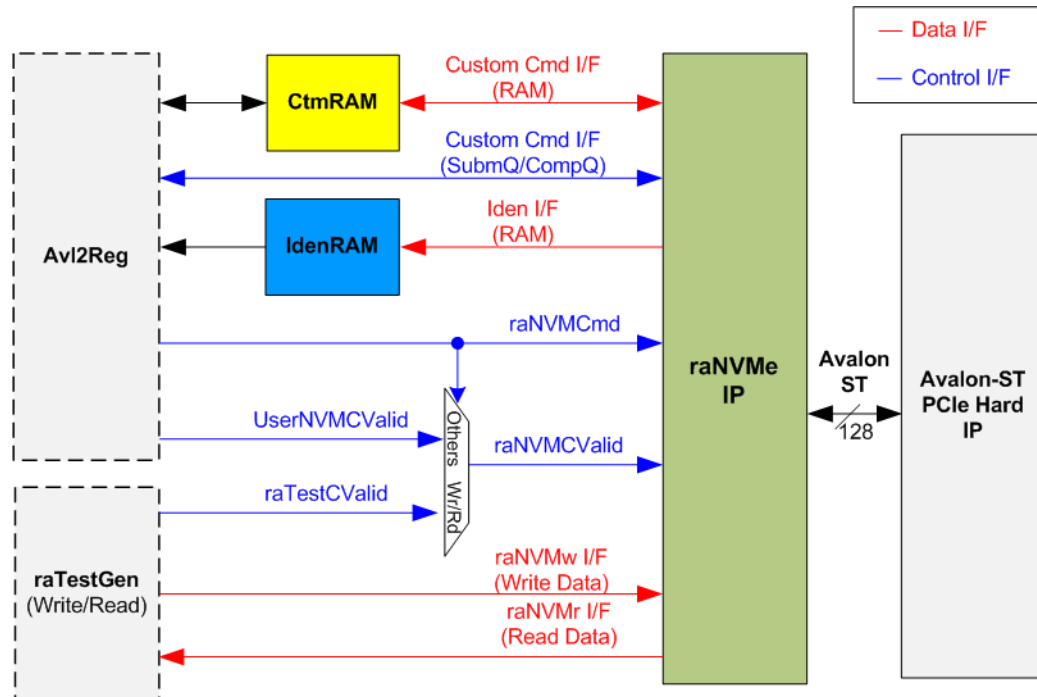 Data I/F
Control I/F
Custom Cmd I/F
(RAM)
CtmRAM
Custom Cmd I/F
(SubmQ/CompQ)
Iden I/F
(RAM)
IdenRAM
Avl2Reg
raNVMCmd
raNVMe
IP
Avalon
ST
128
Avalon-ST
PCIe Hard
IP
UserNVMCValid
Others Wr/Rd
raNVMCValid
raTestCValid
raTestGen
(Write/Read)
raNVMw I/F
(Write Data)
raNVMr I/F
(Read Data)